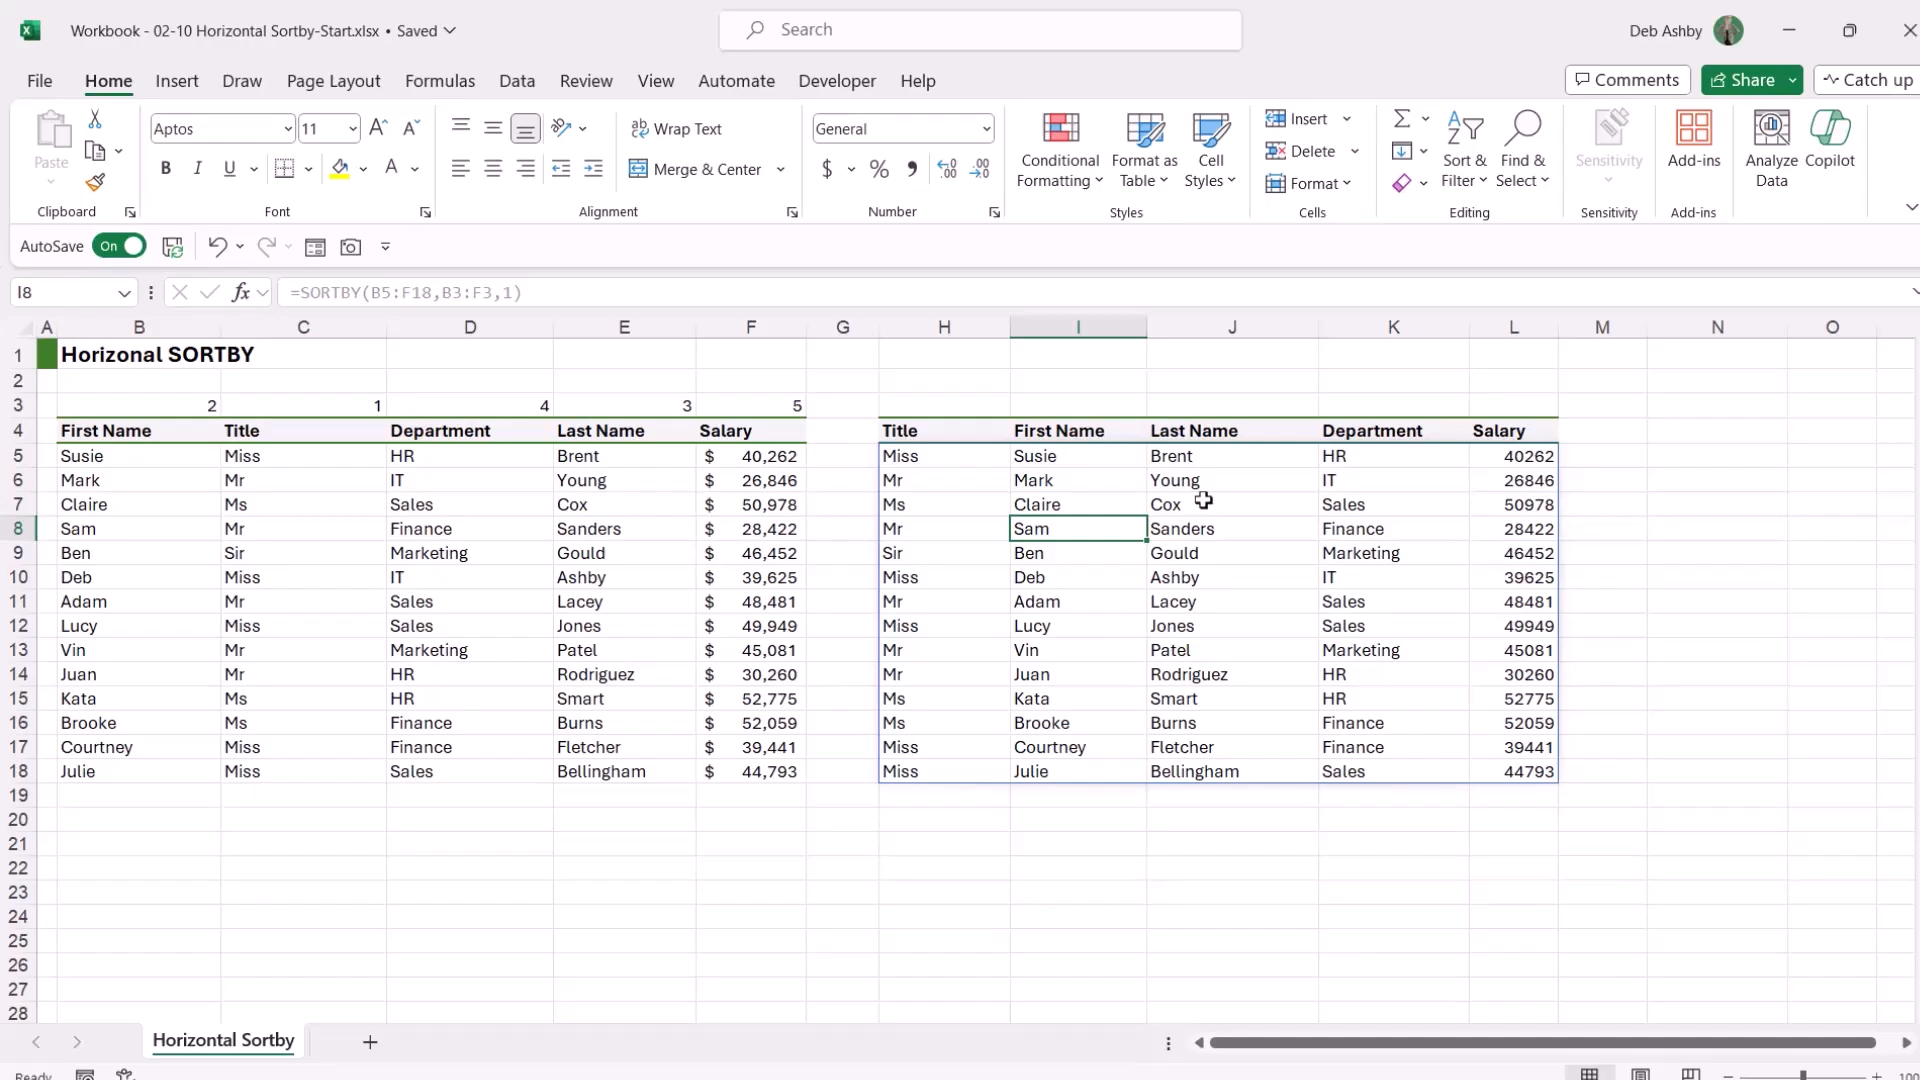 Workbook - 02-10 Horizontal Sortby-Start.xlsx • Saved
Search
Deb Ashby
File Home Insert Draw Page Layout Formulas Data Review View Automate Developer Help
Comments Share Catch up
Paste
Clipboard
Aptos 11
B I U A
Font
Wrap Text
Merge & Center
Alignment
General
$ % ,
Number
Conditional Formatting
Format as Table
Cell Styles
Styles
Insert
Delete
Format
Cells
Sort & Filter
Find & Select
Editing
Sensitivity
Sensitivity
Add-ins
Add-ins
Analyze Data
Copilot
AutoSave On
I8 fx =SORTBY(B5:F18,B3:F3,1)
A B C D E F G H I J K L M N O
1 Horizonal SORTBY
2
3 2 1 4 3 5
4 First Name Title Department Last Name Salary Title First Name Last Name Department Salary
5 Susie Miss HR Brent $ 40,262 Miss Susie Brent HR 40262
6 Mark Mr IT Young $ 26,846 Mr Mark Young IT 26846
7 Claire Ms Sales Cox $ 50,978 Ms Claire Cox Sales 50978
8 Sam Mr Finance Sanders $ 28,422 Mr Sam Sanders Finance 28422
9 Ben Sir Marketing Gould $ 46,452 Sir Ben Gould Marketing 46452
10 Deb Miss IT Ashby $ 39,625 Miss Deb Ashby IT 39625
11 Adam Mr Sales Lacey $ 48,481 Mr Adam Lacey Sales 48481
12 Lucy Miss Sales Jones $ 49,949 Miss Lucy Jones Sales 49949
13 Vin Mr Marketing Patel $ 45,081 Mr Vin Patel Marketing 45081
14 Juan Mr HR Rodriguez $ 30,260 Mr Juan Rodriguez HR 30260
15 Kata Ms HR Smart $ 52,775 Ms Kata Smart HR 52775
16 Brooke Ms Finance Burns $ 52,059 Ms Brooke Burns Finance 52059
17 Courtney Miss Finance Fletcher $ 39,441 Miss Courtney Fletcher Finance 39441
18 Julie Miss Sales Bellingham $ 44,793 Miss Julie Bellingham Sales 44793
19
20
21
22
23
24
25
26
27
28
Horizontal Sortby
Ready 100